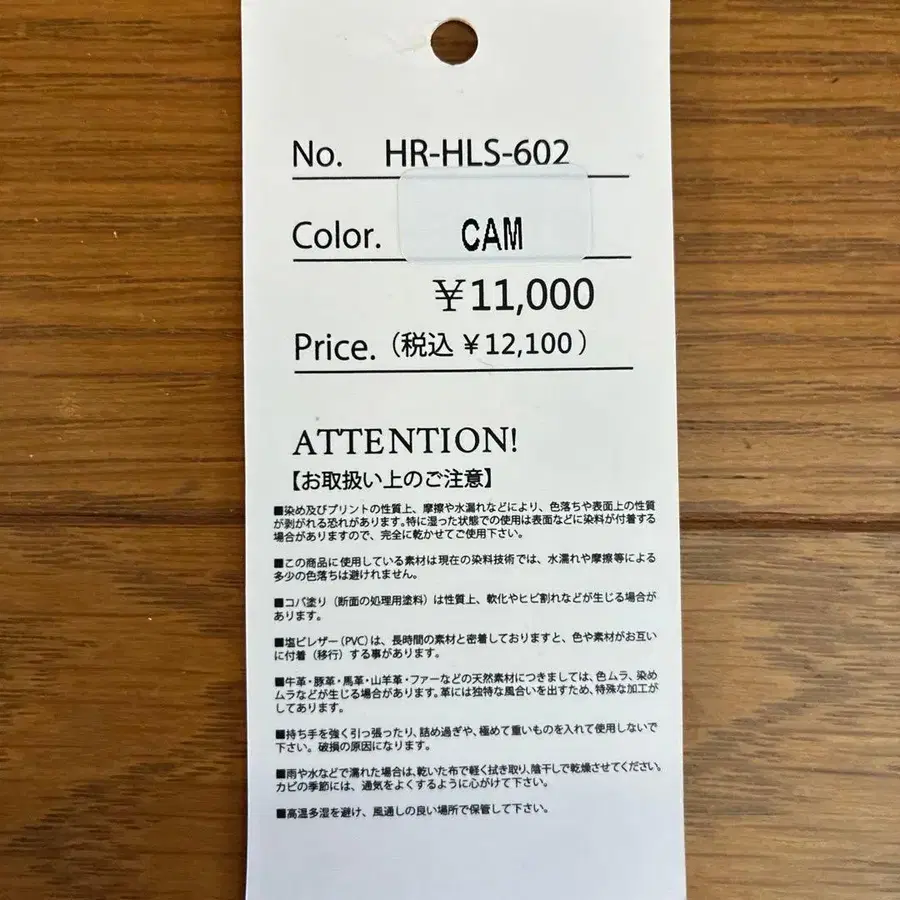 No. HR-HLS-602
Color. CAM
￥11,000
Price.（税込 ￥12,100）
ATTENTION!
【お取扱い上のご注意】
■染め及びプリントの性質上、摩擦や水漏れなどにより、色落ちや表面上の性質
が剥がれる恐れがあります。特に湿った状態での使用は表面などに染料が付着する
場合がありますので、完全に乾かせてご使用下さい。
■この商品に使用している素材は現在の染料技術では、水濡れや摩擦等による
多少の色落ちは避けれません。
■コバ塗り（断面の処理用塗料）は性質上、軟化やヒビ割れなどが生じる場合が
あります。
■塩ビレザー（PVC）は、長時間の素材と密着しておりますと、色や素材がお互い
に付着（移行）する事があります。
■牛革・豚革・馬革・山羊革・ファーなどの天然素材につきましては、色ムラ、染め
ムラなどが生じる場合があります。革には独特な風合いを出すため、特殊な加工が
してあります。
■持ち手を強く引っ張ったり、詰め過ぎや、極めて重いものを入れて使用しないで
下さい。破損の原因になります。
■雨や水などで濡れた場合は、乾いた布で軽く拭き取り、陰干しで乾燥させてください。
カビの季節には、通気をよくするように心がけて下さい。
■高温多湿を避け、風通しの良い場所で保管して下さい。